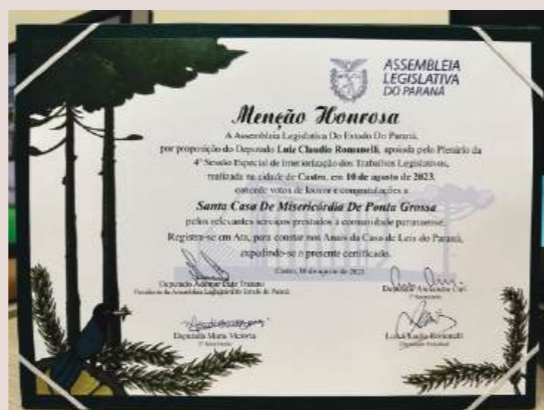 ASSEMBLEIA
LEGISLATIVA
DO PARANÁ
Menção Honrosa
A Assembleia Legislativa Do Estado Do Paraná,
por proposição do Deputado Luiz Claudio Romanelli, apoiada pelo Plenário da
4ª Sessão Especial de Interiorização dos Trabalhos Legislativos,
realizada na cidade de Castro, em 10 de agosto de 2023,
concede votos de louvor e congratulações a
Santa Casa De Misericórdia De Ponta Grossa
pelos relevantes serviços prestados à comunidade paranaense.
Registra-se em Ata, para constar nos Anais da Casa de Leis do Paraná,
expedindo-se o presente certificado.
Castro, 10 de agosto de 2023
Deputado Ademar Luiz Traiano
Presidente da Assembleia Legislativa do Estado do Paraná
Deputado Alexandre Curi
1º Secretário
Deputada Maria Victoria
2ª Secretária
Luiz Claudio Romanelli
Deputado Estadual